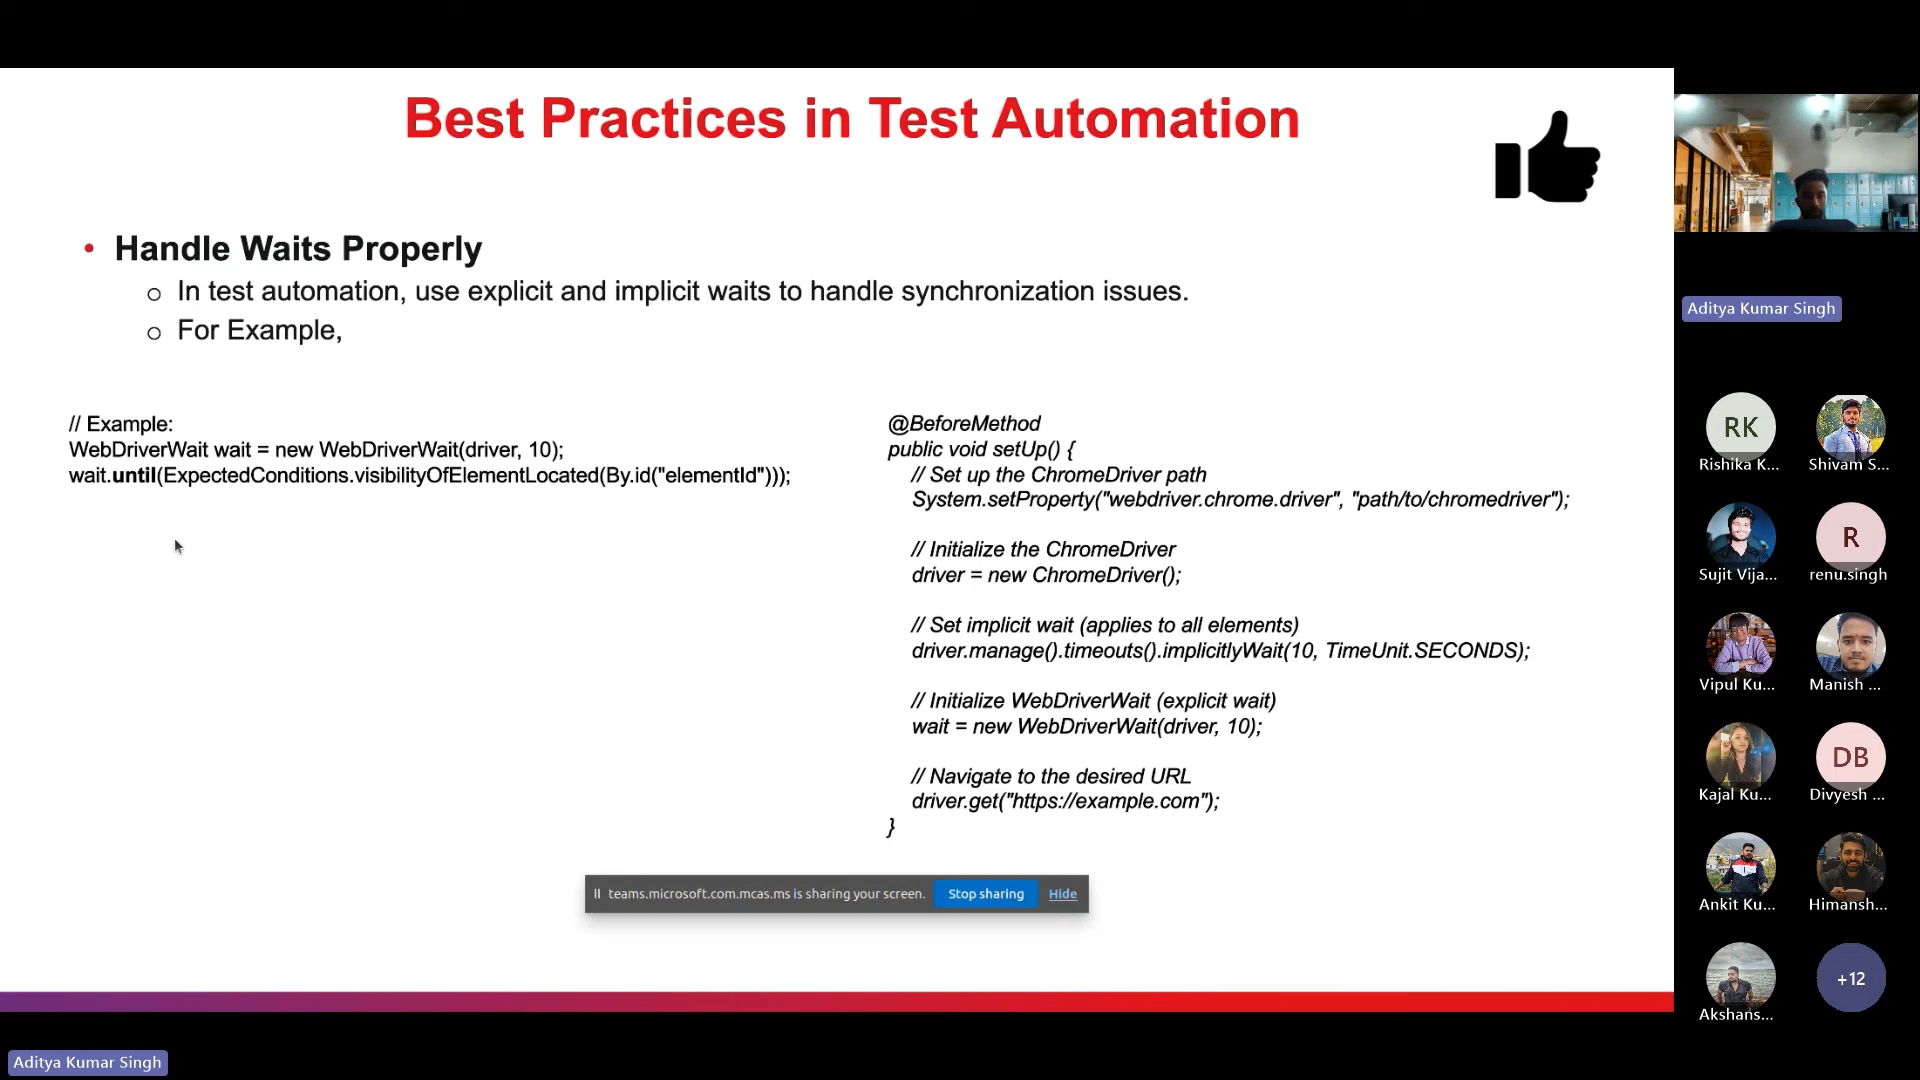 Best Practices in Test Automation
• Handle Waits Properly
o In test automation, use explicit and implicit waits to handle synchronization issues.
o For Example,
// Example:
WebDriverWait wait = new WebDriverWait(driver, 10);
wait.until(ExpectedConditions.visibilityOfElementLocated(By.id("elementId")));
@BeforeMethod
public void setUp() {
// Set up the ChromeDriver path
System.setProperty("webdriver.chrome.driver", "path/to/chromedriver");
// Initialize the ChromeDriver
driver = new ChromeDriver();
// Set implicit wait (applies to all elements)
driver.manage().timeouts().implicitlyWait(10, TimeUnit.SECONDS);
// Initialize WebDriverWait (explicit wait)
wait = new WebDriverWait(driver, 10);
// Navigate to the desired URL
driver.get("https://example.com");
}
teams.microsoft.com.mcas.ms is sharing your screen.
Stop sharing
Hide
Aditya Kumar Singh
RK
Rishika K...
Shivam S...
Sujit Vija...
R
renu.singh
Vipul Ku...
Manish ...
Kajal Ku...
DB
Divyesh ...
Ankit Ku...
Himansh...
Akshans...
+12
Aditya Kumar Singh